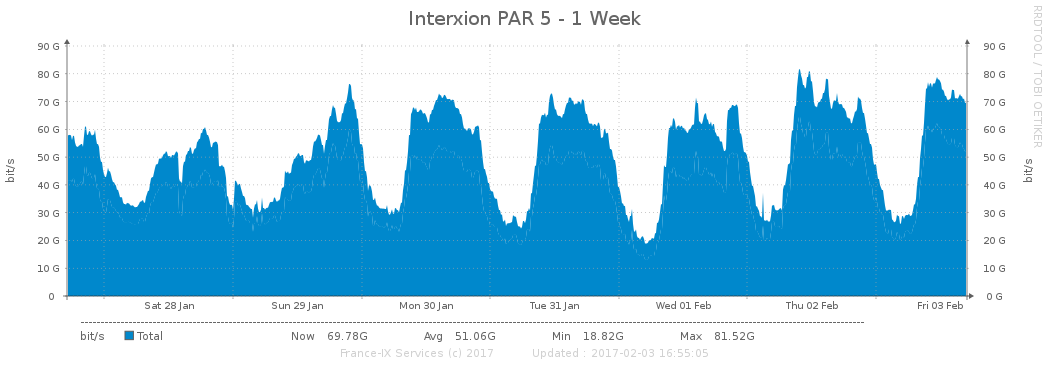 Interxion PAR 5 - 1 Week
RRDTOOL / TOBI OETIKER
90 G 90 G
80 G 80 G
70 G 70 G
60 G 60 G
50 G 50 G
40 G 40 G
30 G 30 G
20 G 20 G
10 G 10 G
0 0 G
bit/s
bit/s
Sat 28 Jan Sun 29 Jan Mon 30 Jan Tue 31 Jan Wed 01 Feb Thu 02 Feb Fri 03 Feb
bit/s Total Now 69.78G Avg 51.06G Min 18.82G Max 81.52G
France-IX Services (c) 2017 Updated : 2017-02-03 16:55:05